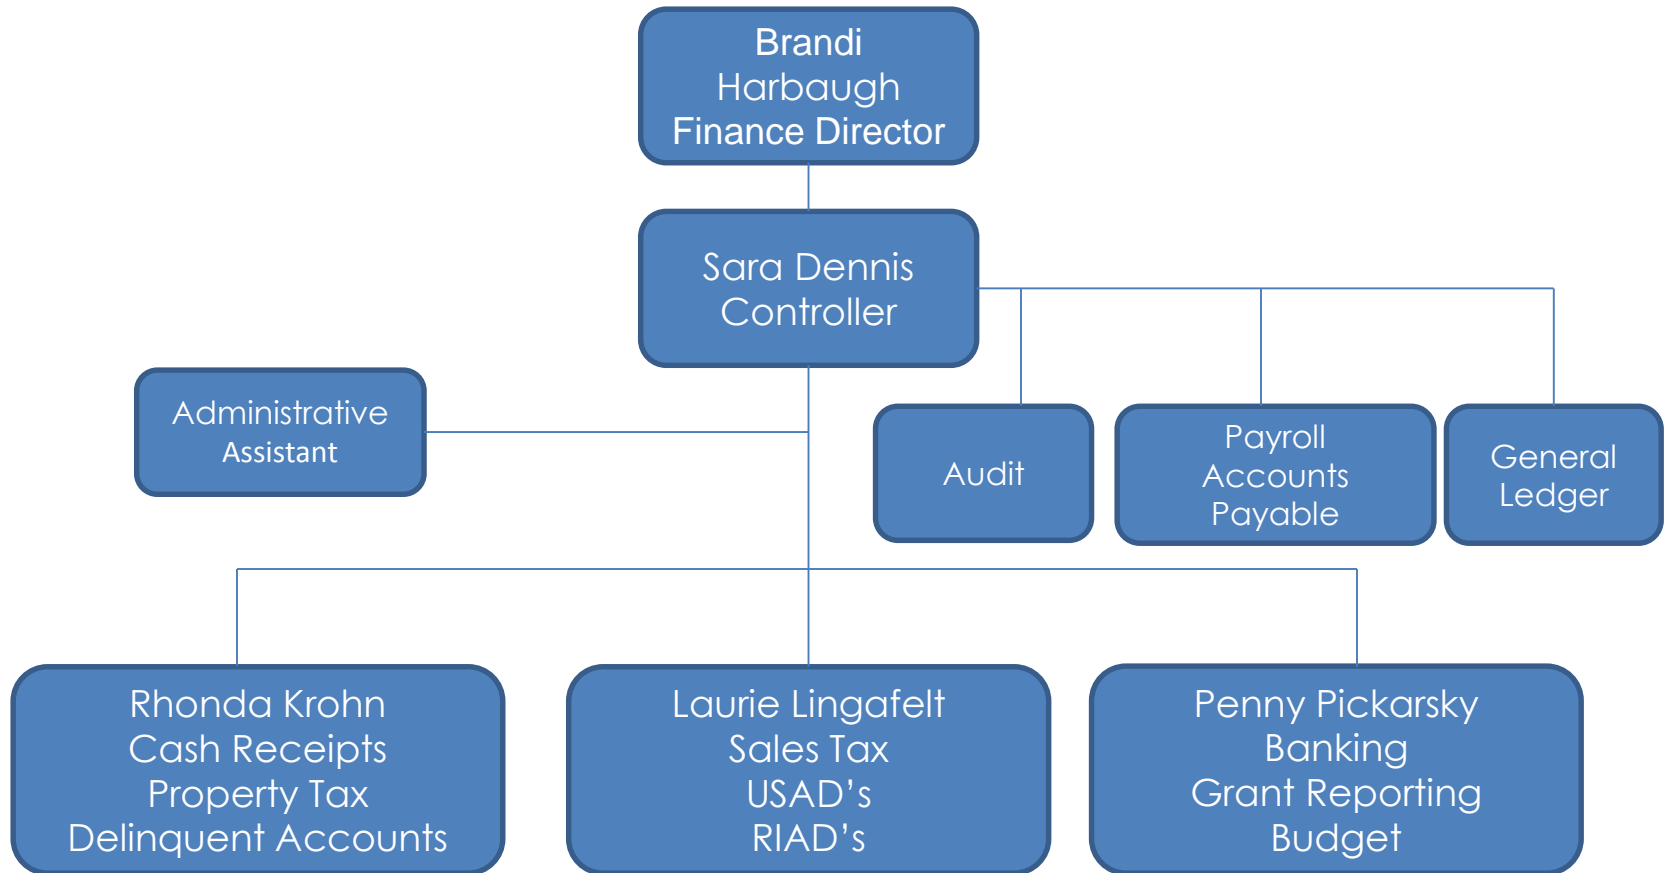 Brandi
Harbaugh
Finance Director
Sara Dennis
Controller
Administrative
Assistant
Audit
Payroll
Accounts
Payable
General
Ledger
Rhonda Krohn
Cash Receipts
Property Tax
Delinquent Accounts
Laurie Lingafelt
Sales Tax
USAD’s
RIAD’s
Penny Pickarsky
Banking
Grant Reporting
Budget